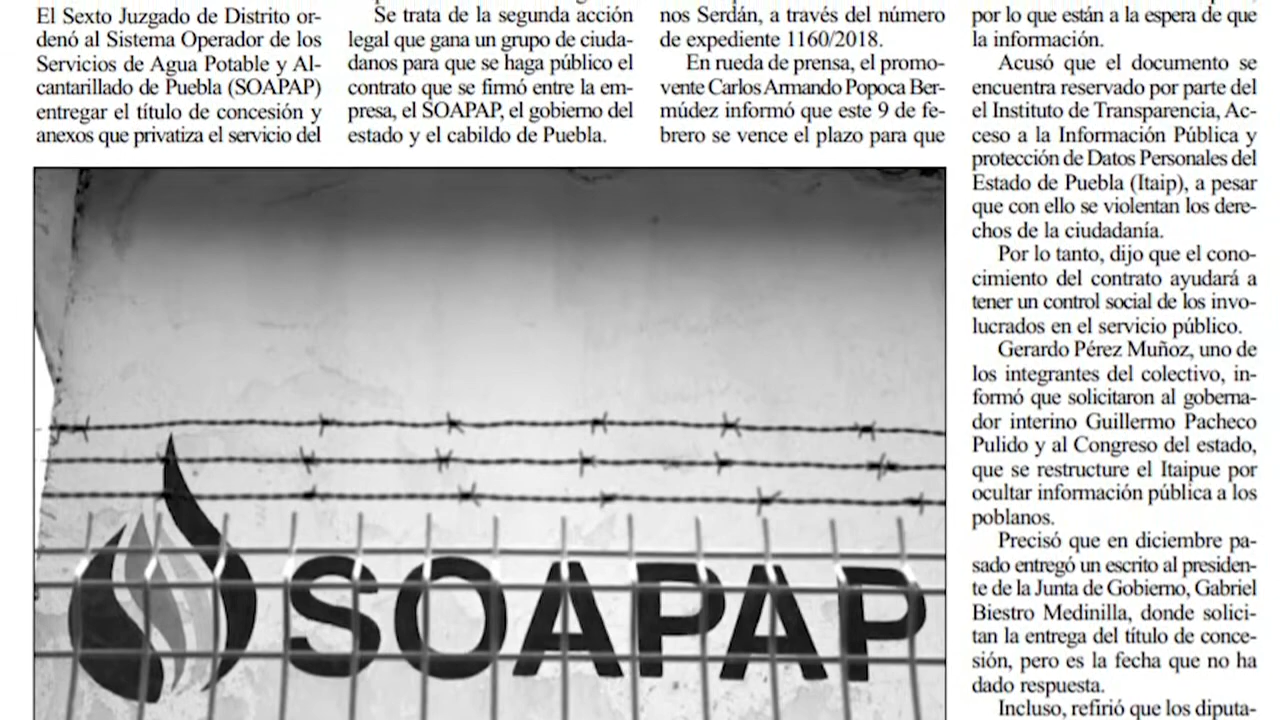 El Sexto Juzgado de Distrito or-
denó al Sistema Operador de los
Servicios de Agua Potable y Al-
cantarillado de Puebla (SOAPAP)
entregar el título de concesión y
anexos que privatiza el servicio del
Se trata de la segunda acción
legal que gana un grupo de ciuda-
danos para que se haga público el
contrato que se firmó entre la em-
presa, el SOAPAP, el gobierno del
estado y el cabildo de Puebla.
nos Serdán, a través del número
de expediente 1160/2018.
En rueda de prensa, el promo-
vente Carlos Armando Popoca Ber-
múdez informó que este 9 de fe-
brero se vence el plazo para que
por lo que están a la espera de que
la información.
Acusó que el documento se
encuentra reservado por parte del
el Instituto de Transparencia, Ac-
ceso a la Información Pública y
protección de Datos Personales del
Estado de Puebla (Itaip), a pesar
que con ello se violentan los dere-
chos de la ciudadanía.
Por lo tanto, dijo que el cono-
cimiento del contrato ayudará a
tener un control social de los invo-
lucrados en el servicio público.
Gerardo Pérez Muñoz, uno de
los integrantes del colectivo, in-
formó que solicitaron al goberna-
dor interino Guillermo Pacheco
Pulido y al Congreso del estado,
que se restructure el Itaipue por
ocultar información pública a los
poblanos.
Precisó que en diciembre pa-
sado entregó un escrito al presiden-
te de la Junta de Gobierno, Gabriel
Biestro Medinilla, donde solici-
tan la entrega del título de conce-
sión, pero es la fecha que no ha
dado respuesta.
Incluso, refirió que los diputa-
SOAPAP